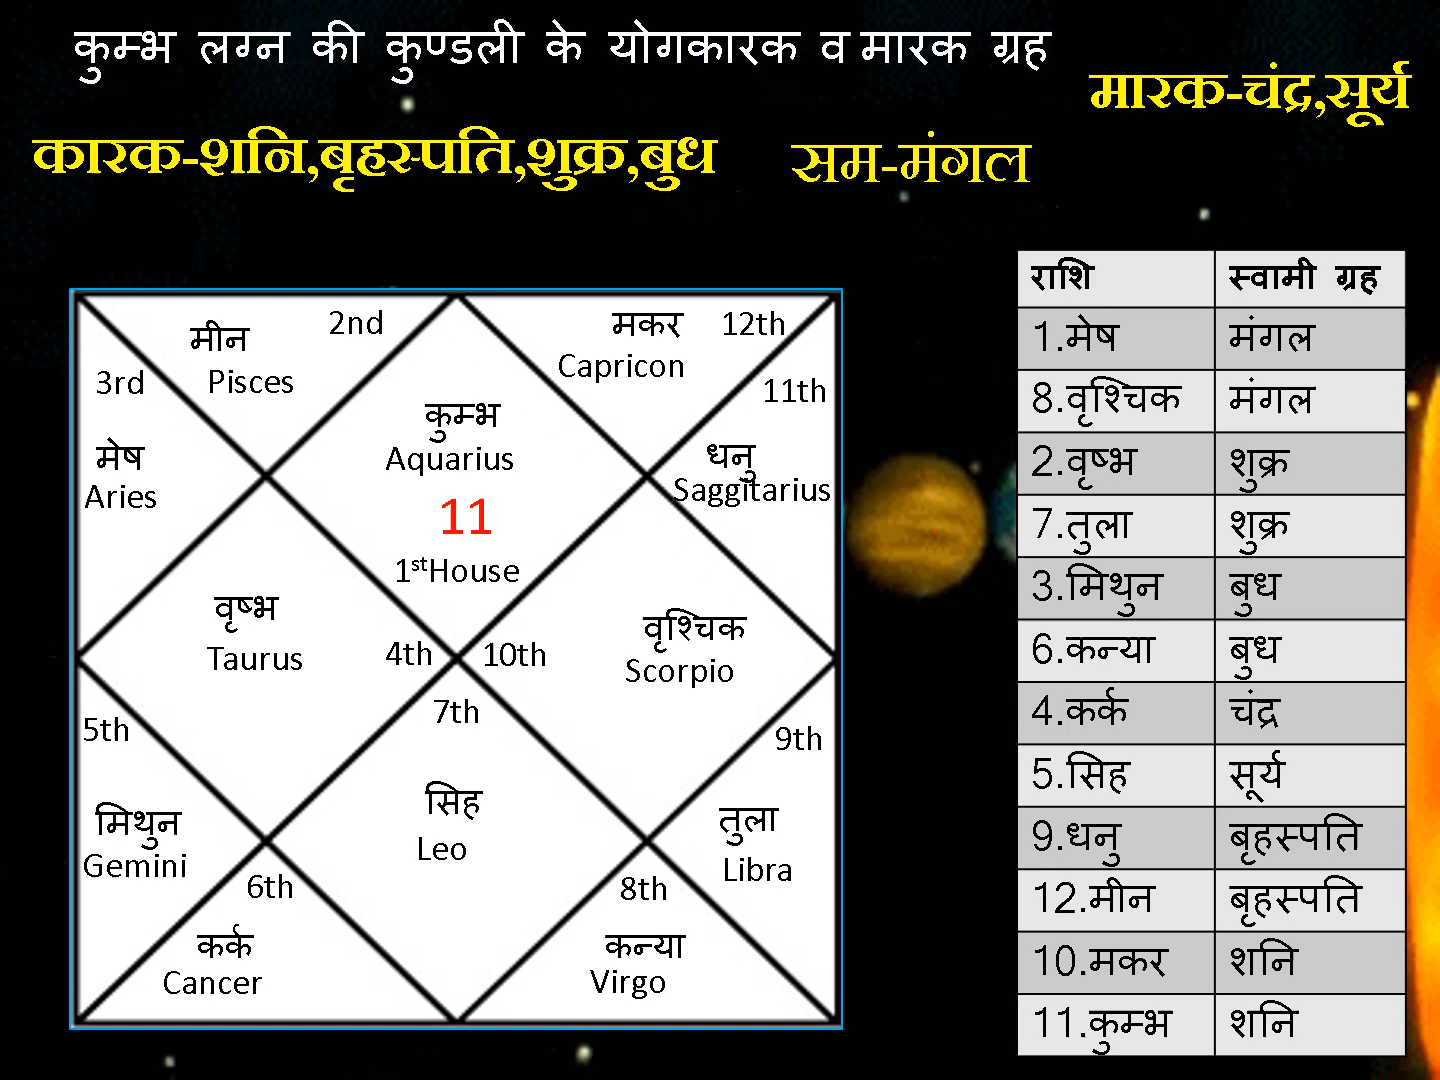 कुम्भ लग्न की कुण्डली के योगकारक व मारक ग्रह
मारक-चंद्र,सूर्य
कारक-शनि,बृहस्पति,शुक्र,बुध
सम-मंगल
2nd
मीन
Pisces
3rd
मेष
Aries
मकर
12th
Capricon
11th
धनु
Saggitarius
कुम्भ
Aquarius
11
1stHouse
वृष्भ
Taurus
4th
10th
वृश्चिक
Scorpio
7th
5th
9th
मिथुन
Gemini
सिह
Leo
तुला
Libra
6th
8th
कर्क
Cancer
कन्या
Virgo
राशि स्वामी ग्रह
1.मेष मंगल
8.वृश्चिक मंगल
2.वृष्भ शुक्र
7.तुला शुक्र
3.मिथुन बुध
6.कन्या बुध
4.कर्क चंद्र
5.सिह सूर्य
9.धनु बृहस्पति
12.मीन बृहस्पति
10.मकर शनि
11.कुम्भ शनि